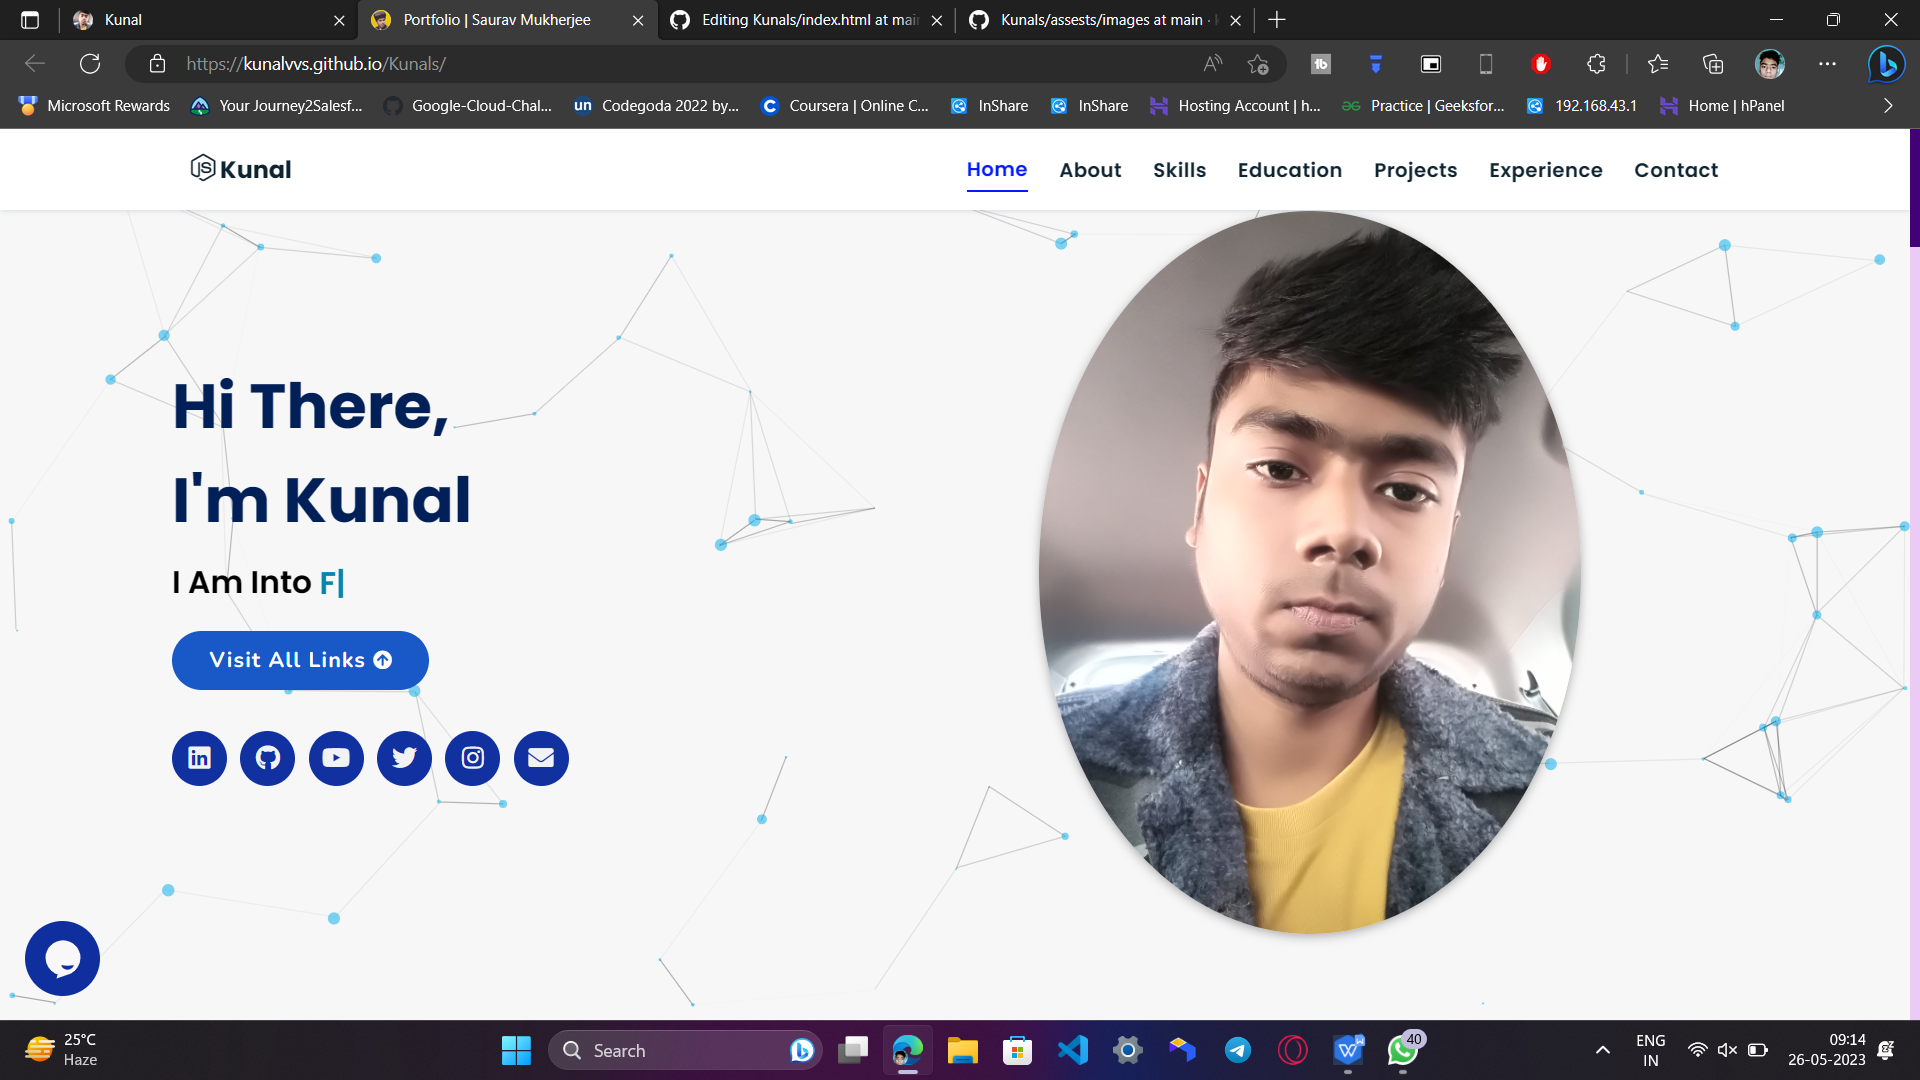 Kunal
Portfolio | Saurav Mukherjee
Editing Kunals/index.html at mai
Kunals/assests/images at main ·
https://kunalvvs.github.io/Kunals/
Microsoft Rewards
Your Journey2Salesf...
Google-Cloud-Chal...
un Codegoda 2022 by...
C Coursera | Online C...
InShare
InShare
Hosting Account | h...
Practice | Geeksfor...
192.168.43.1
Home | hPanel
JS Kunal
Home
About
Skills
Education
Projects
Experience
Contact
Hi There,
I'm Kunal
I Am Into F|
Visit All Links
25°C
Haze
Search
40
ENG
IN
09:14
26-05-2023